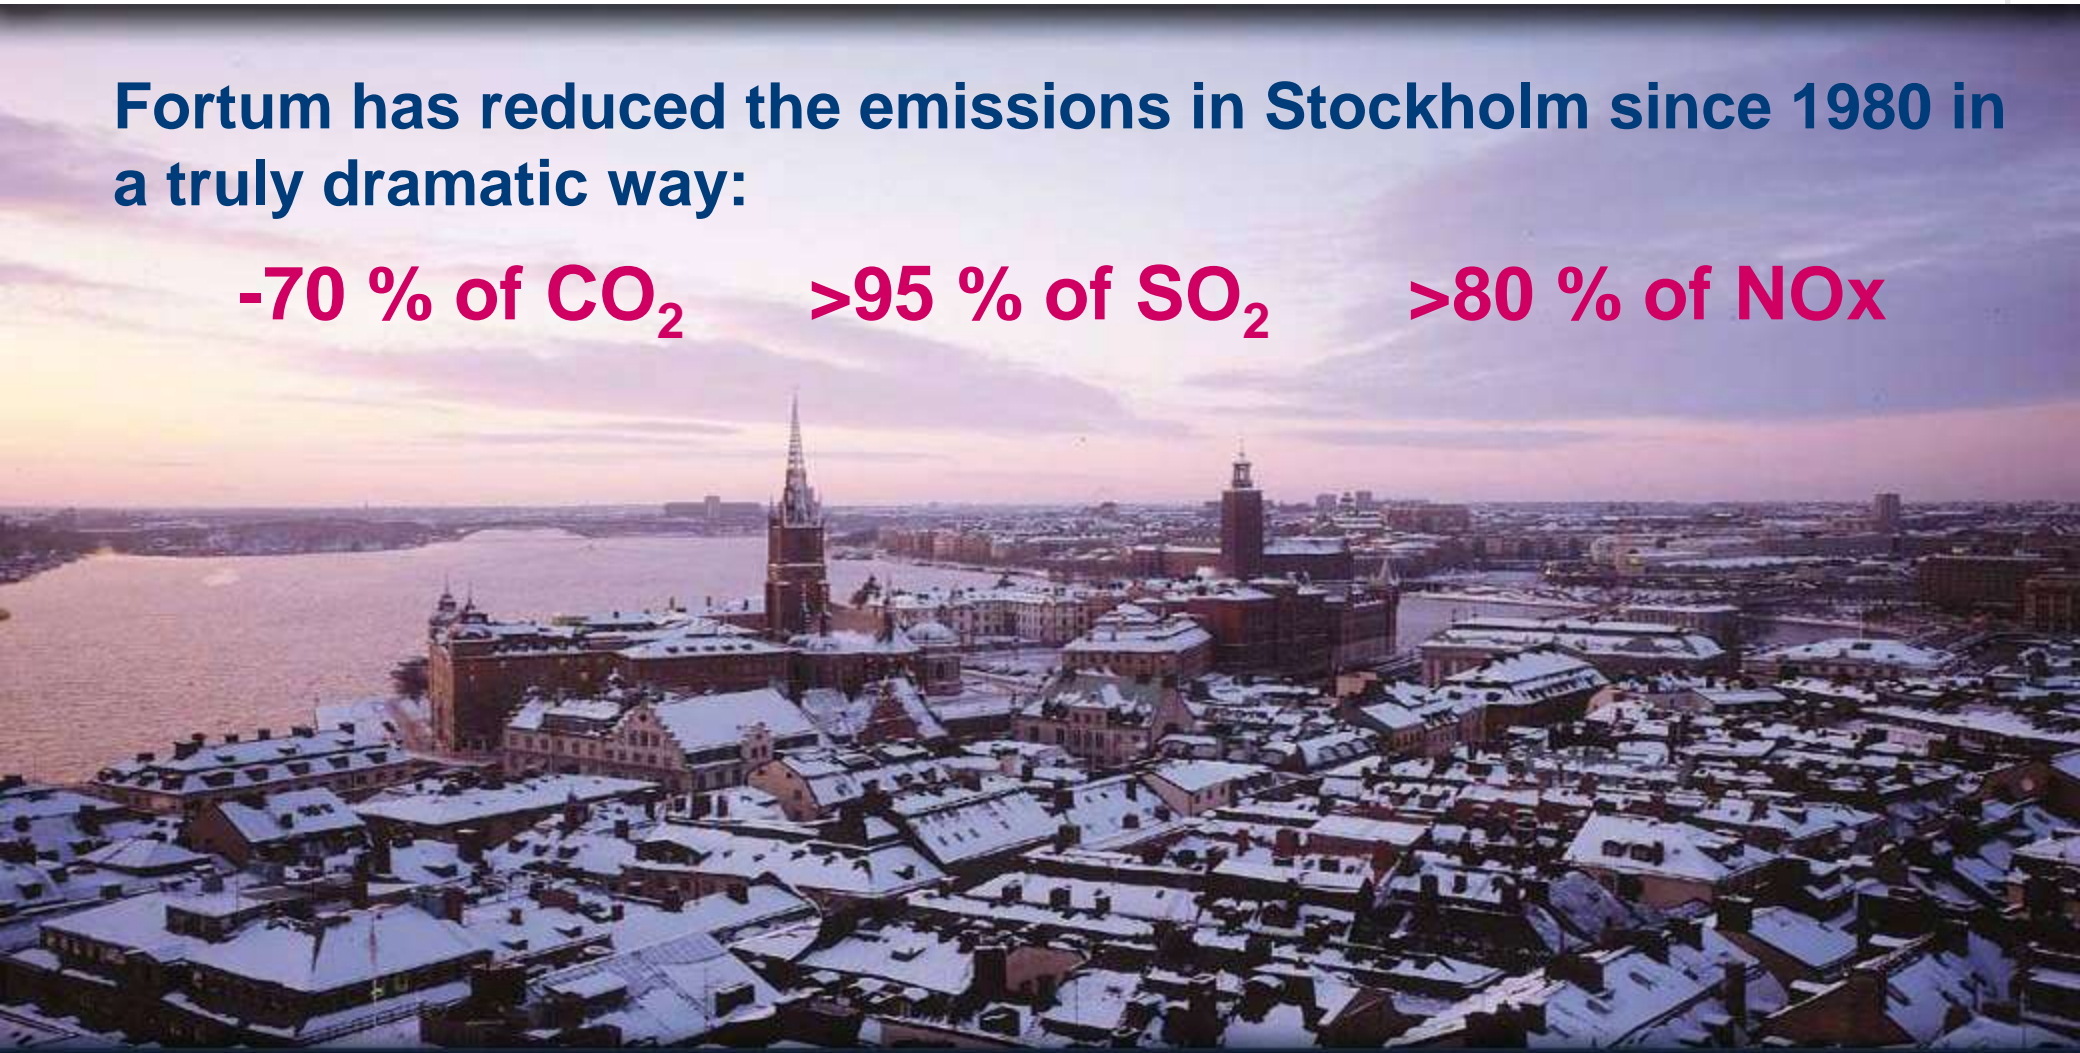 Fortum has reduced the emissions in Stockholm since 1980 in
a truly dramatic way:
-70 % of CO₂ >95 % of SO₂ >80 % of NOx